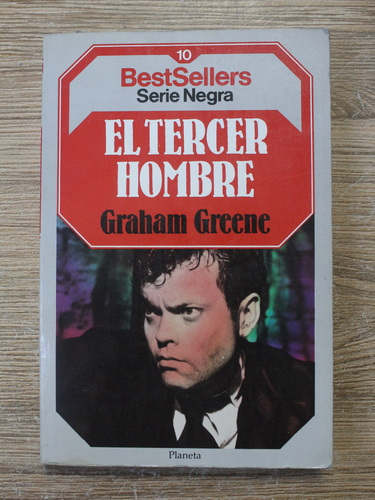 10
BestSellers
Serie Negra
EL TERCER
HOMBRE
Graham Greene
Planeta